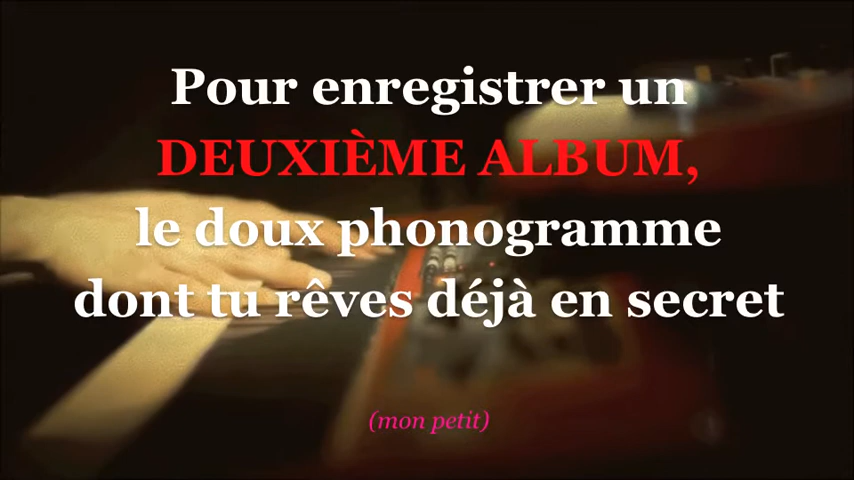 Pour enregistrer un
DEUXIÈME ALBUM,
le doux phonogramme
dont tu rêves déjà en secret
(mon petit)